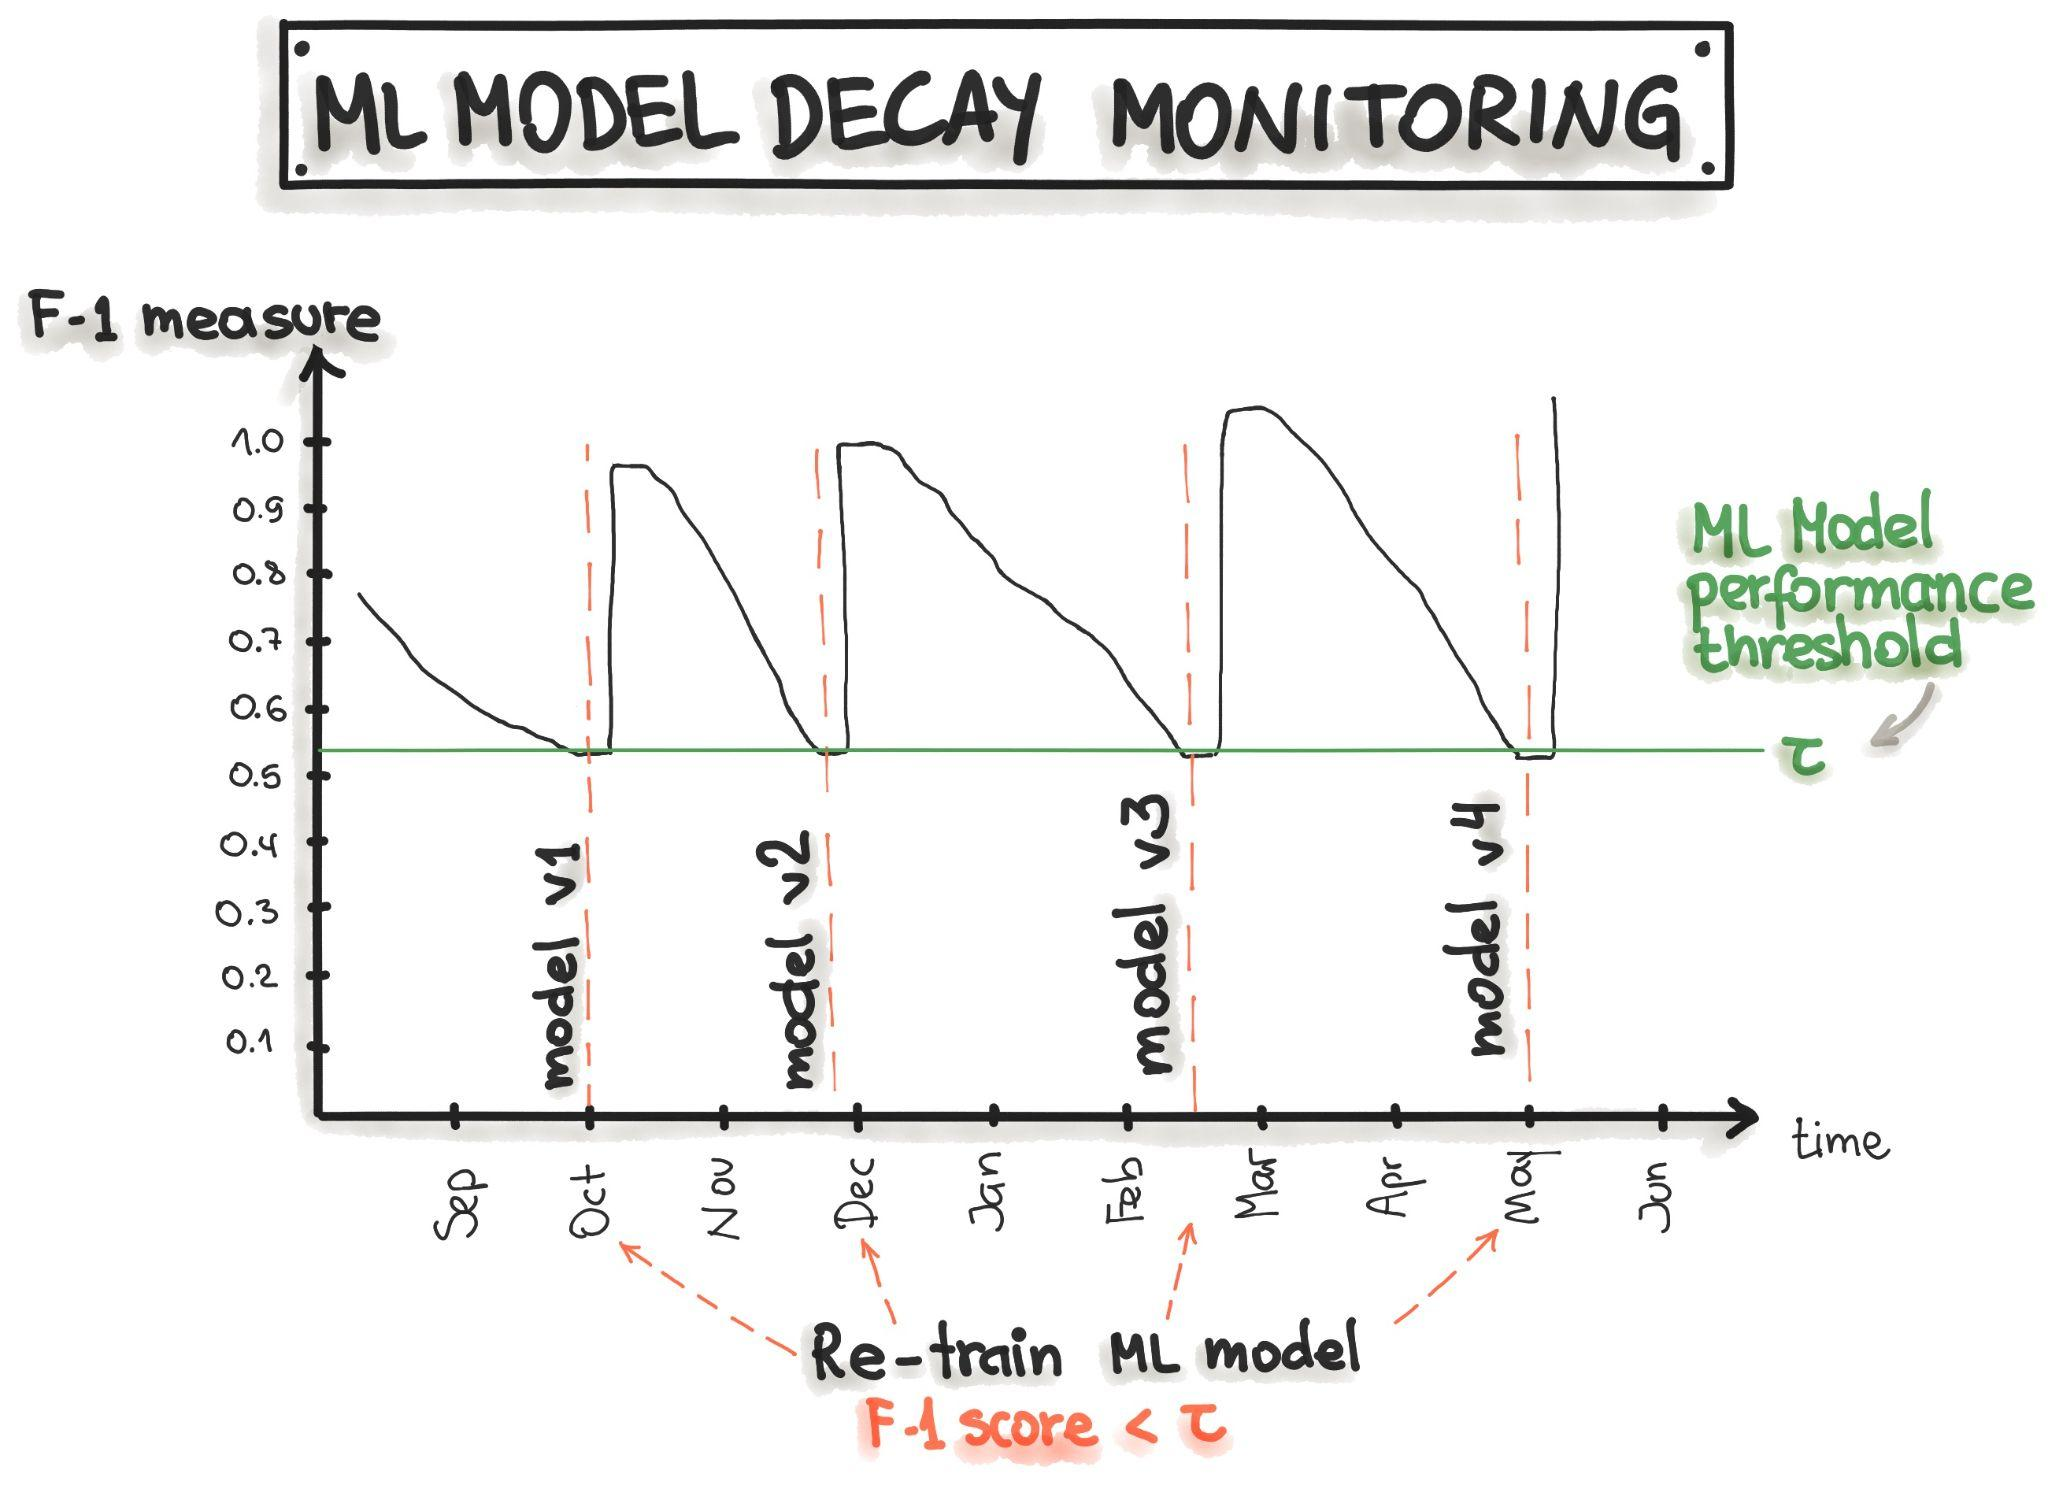 ML MODEL DECAY MONITORING
F-1 measure
1.0
0.9
0.8
0.7
0.6
0.5
0.4
0.3
0.2
0.1
ML Model
performance
threshold
τ
model v1
model v2
model v3
model v4
time
Sep
Oct
Nov
Dec
Jan
Feb
Mar
Apr
May
Jun
Re-train ML model
F-1 score < τ